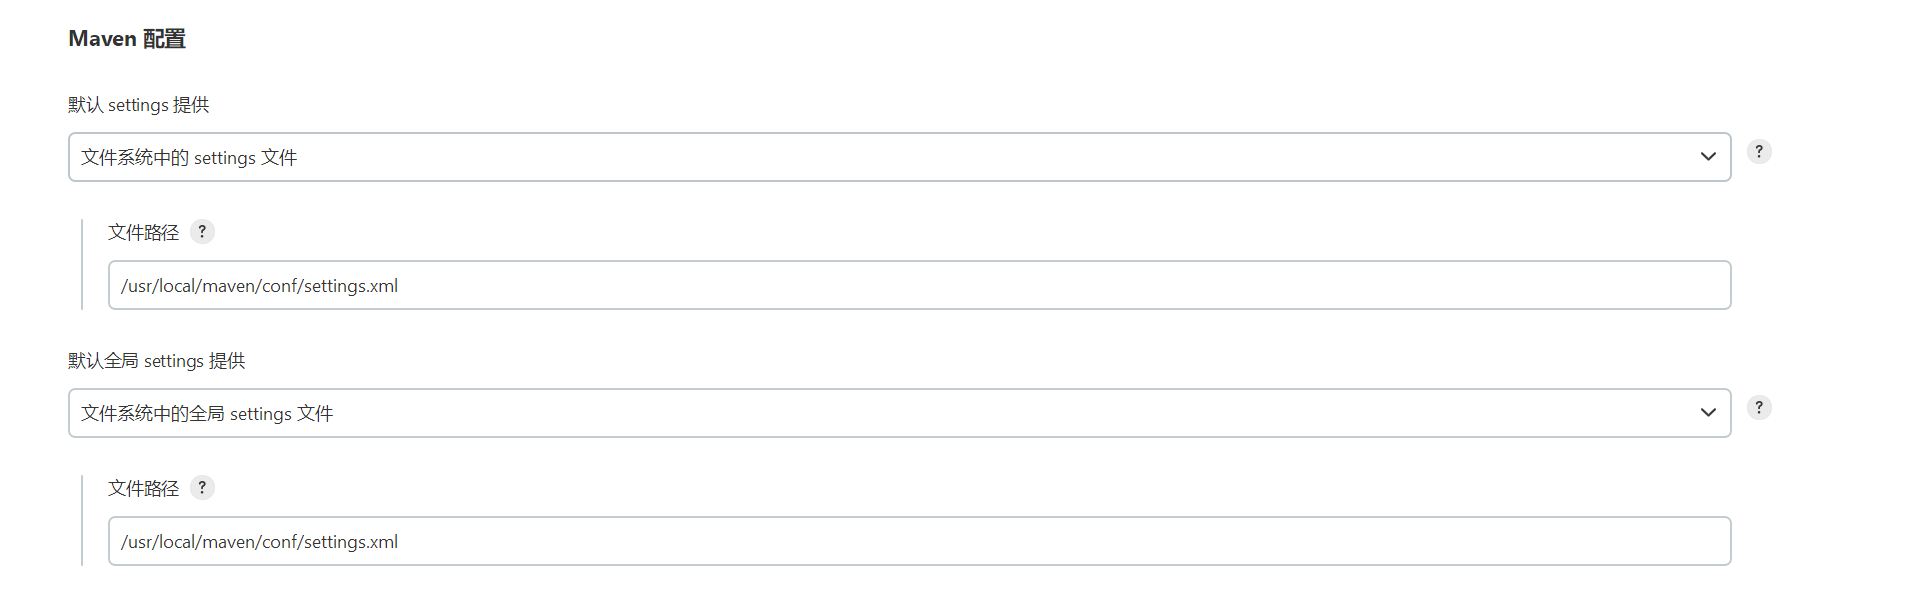 Maven 配置
默认 settings 提供
文件系统中的 settings 文件
?
文件路径 ?
/usr/local/maven/conf/settings.xml
默认全局 settings 提供
文件系统中的全局 settings 文件
?
文件路径 ?
/usr/local/maven/conf/settings.xml